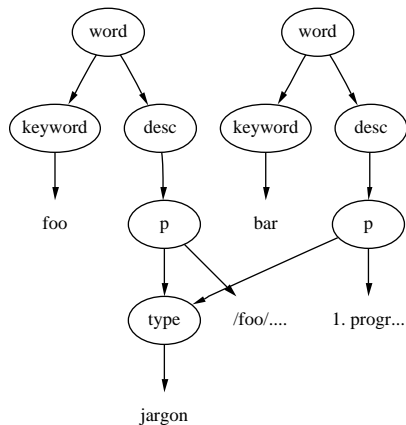 word word
keyword desc keyword desc
foo p bar p
type /foo/.... 1. progr...
jargon